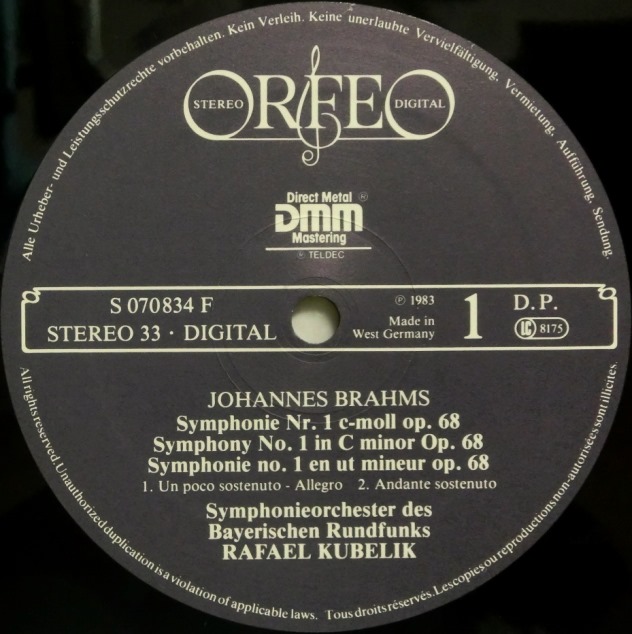 Alle Urheber- und Leistungsschutzrechte vorbehalten. Kein Verleih. Keine unerlaubte Vervielfältigung, Vermietung, Aufführung, Sendung.
STEREO ORFEO DIGITAL
Direct Metal ®
DMM
Mastering
® TELDEC
S 070834 F
STEREO 33 · DIGITAL
℗ 1983
Made in
West Germany
1
D.P.
LC 8175
JOHANNES BRAHMS
Symphonie Nr. 1 c-moll op. 68
Symphony No. 1 in C minor Op. 68
Symphonie no. 1 en ut mineur op. 68
1. Un poco sostenuto - Allegro 2. Andante sostenuto
Symphonieorchester des
Bayerischen Rundfunks
RAFAEL KUBELIK
All rights reserved. Unauthorized duplication is a violation of applicable laws. Tous droits réservés. Les copies ou reproductions non-autorisées sont illicites.